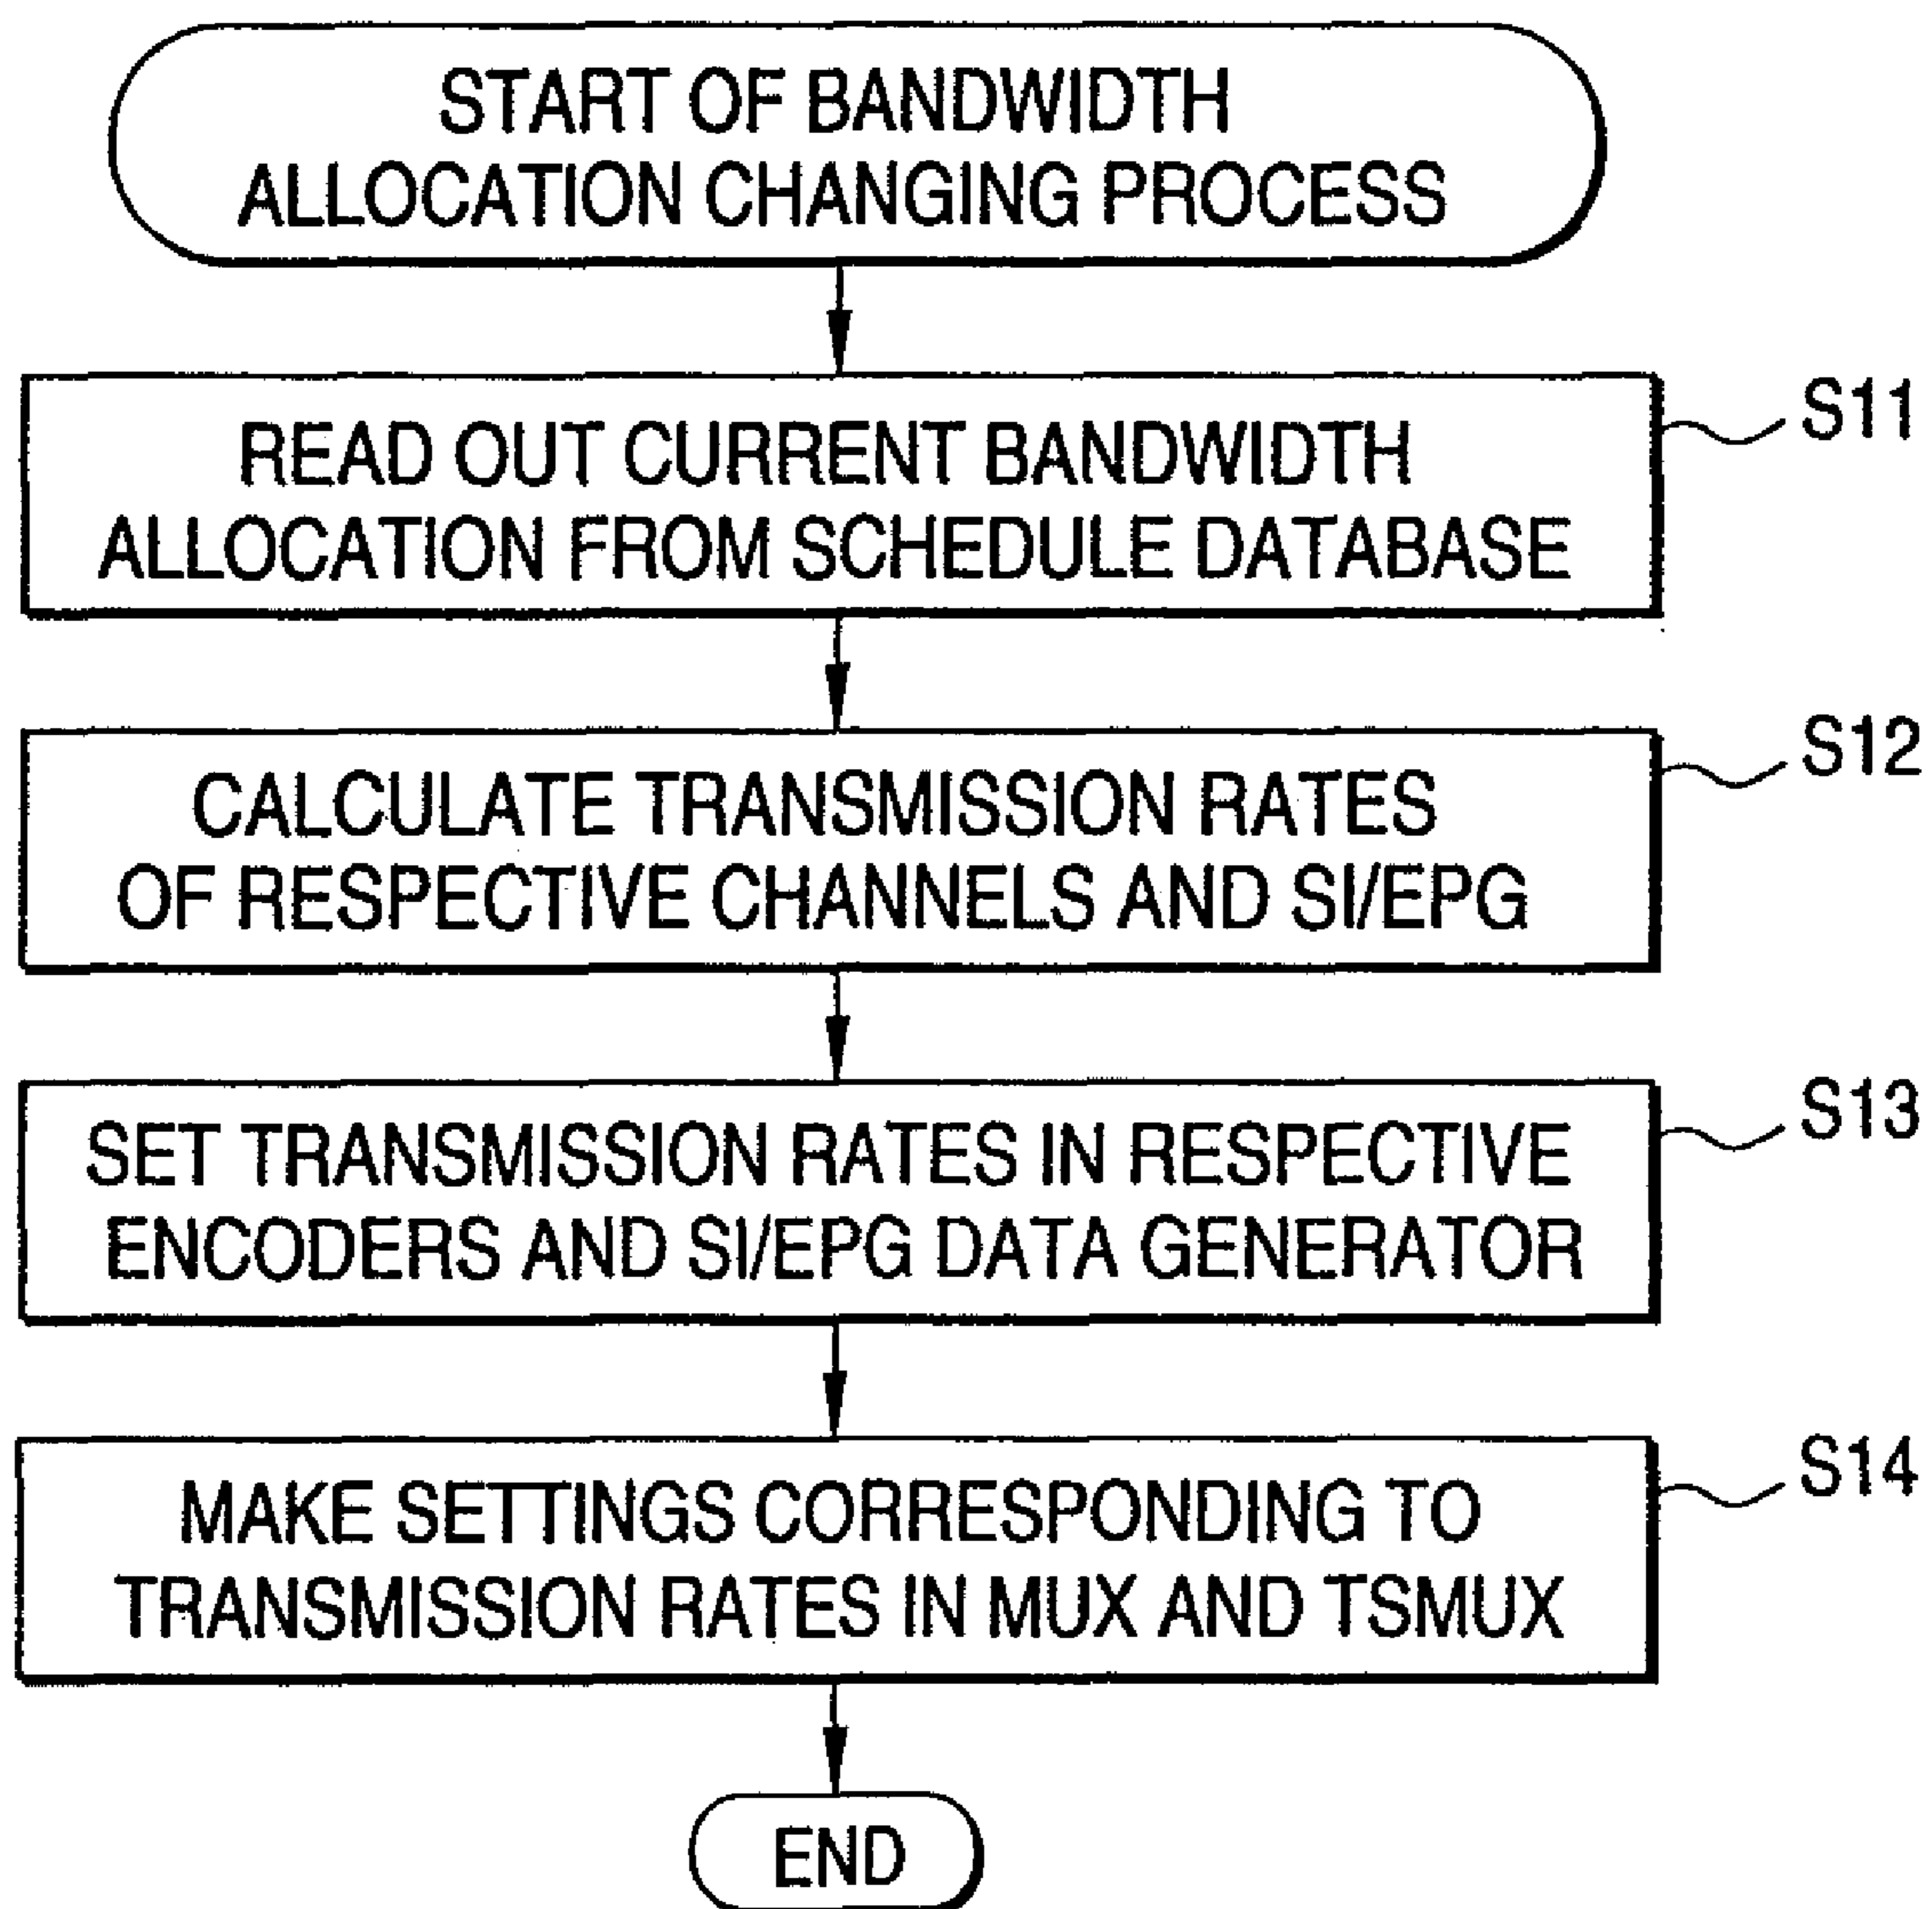 START OF BANDWIDTH
ALLOCATION CHANGING PROCESS
READ OUT CURRENT BANDWIDTH
ALLOCATION FROM SCHEDULE DATABASE
S11
CALCULATE TRANSMISSION RATES
OF RESPECTIVE CHANNELS AND SI/EPG
S12
SET TRANSMISSION RATES IN RESPECTIVE
ENCODERS AND SI/EPG DATA GENERATOR
S13
MAKE SETTINGS CORRESPONDING TO
TRANSMISSION RATES IN MUX AND TSMUX
S14
END